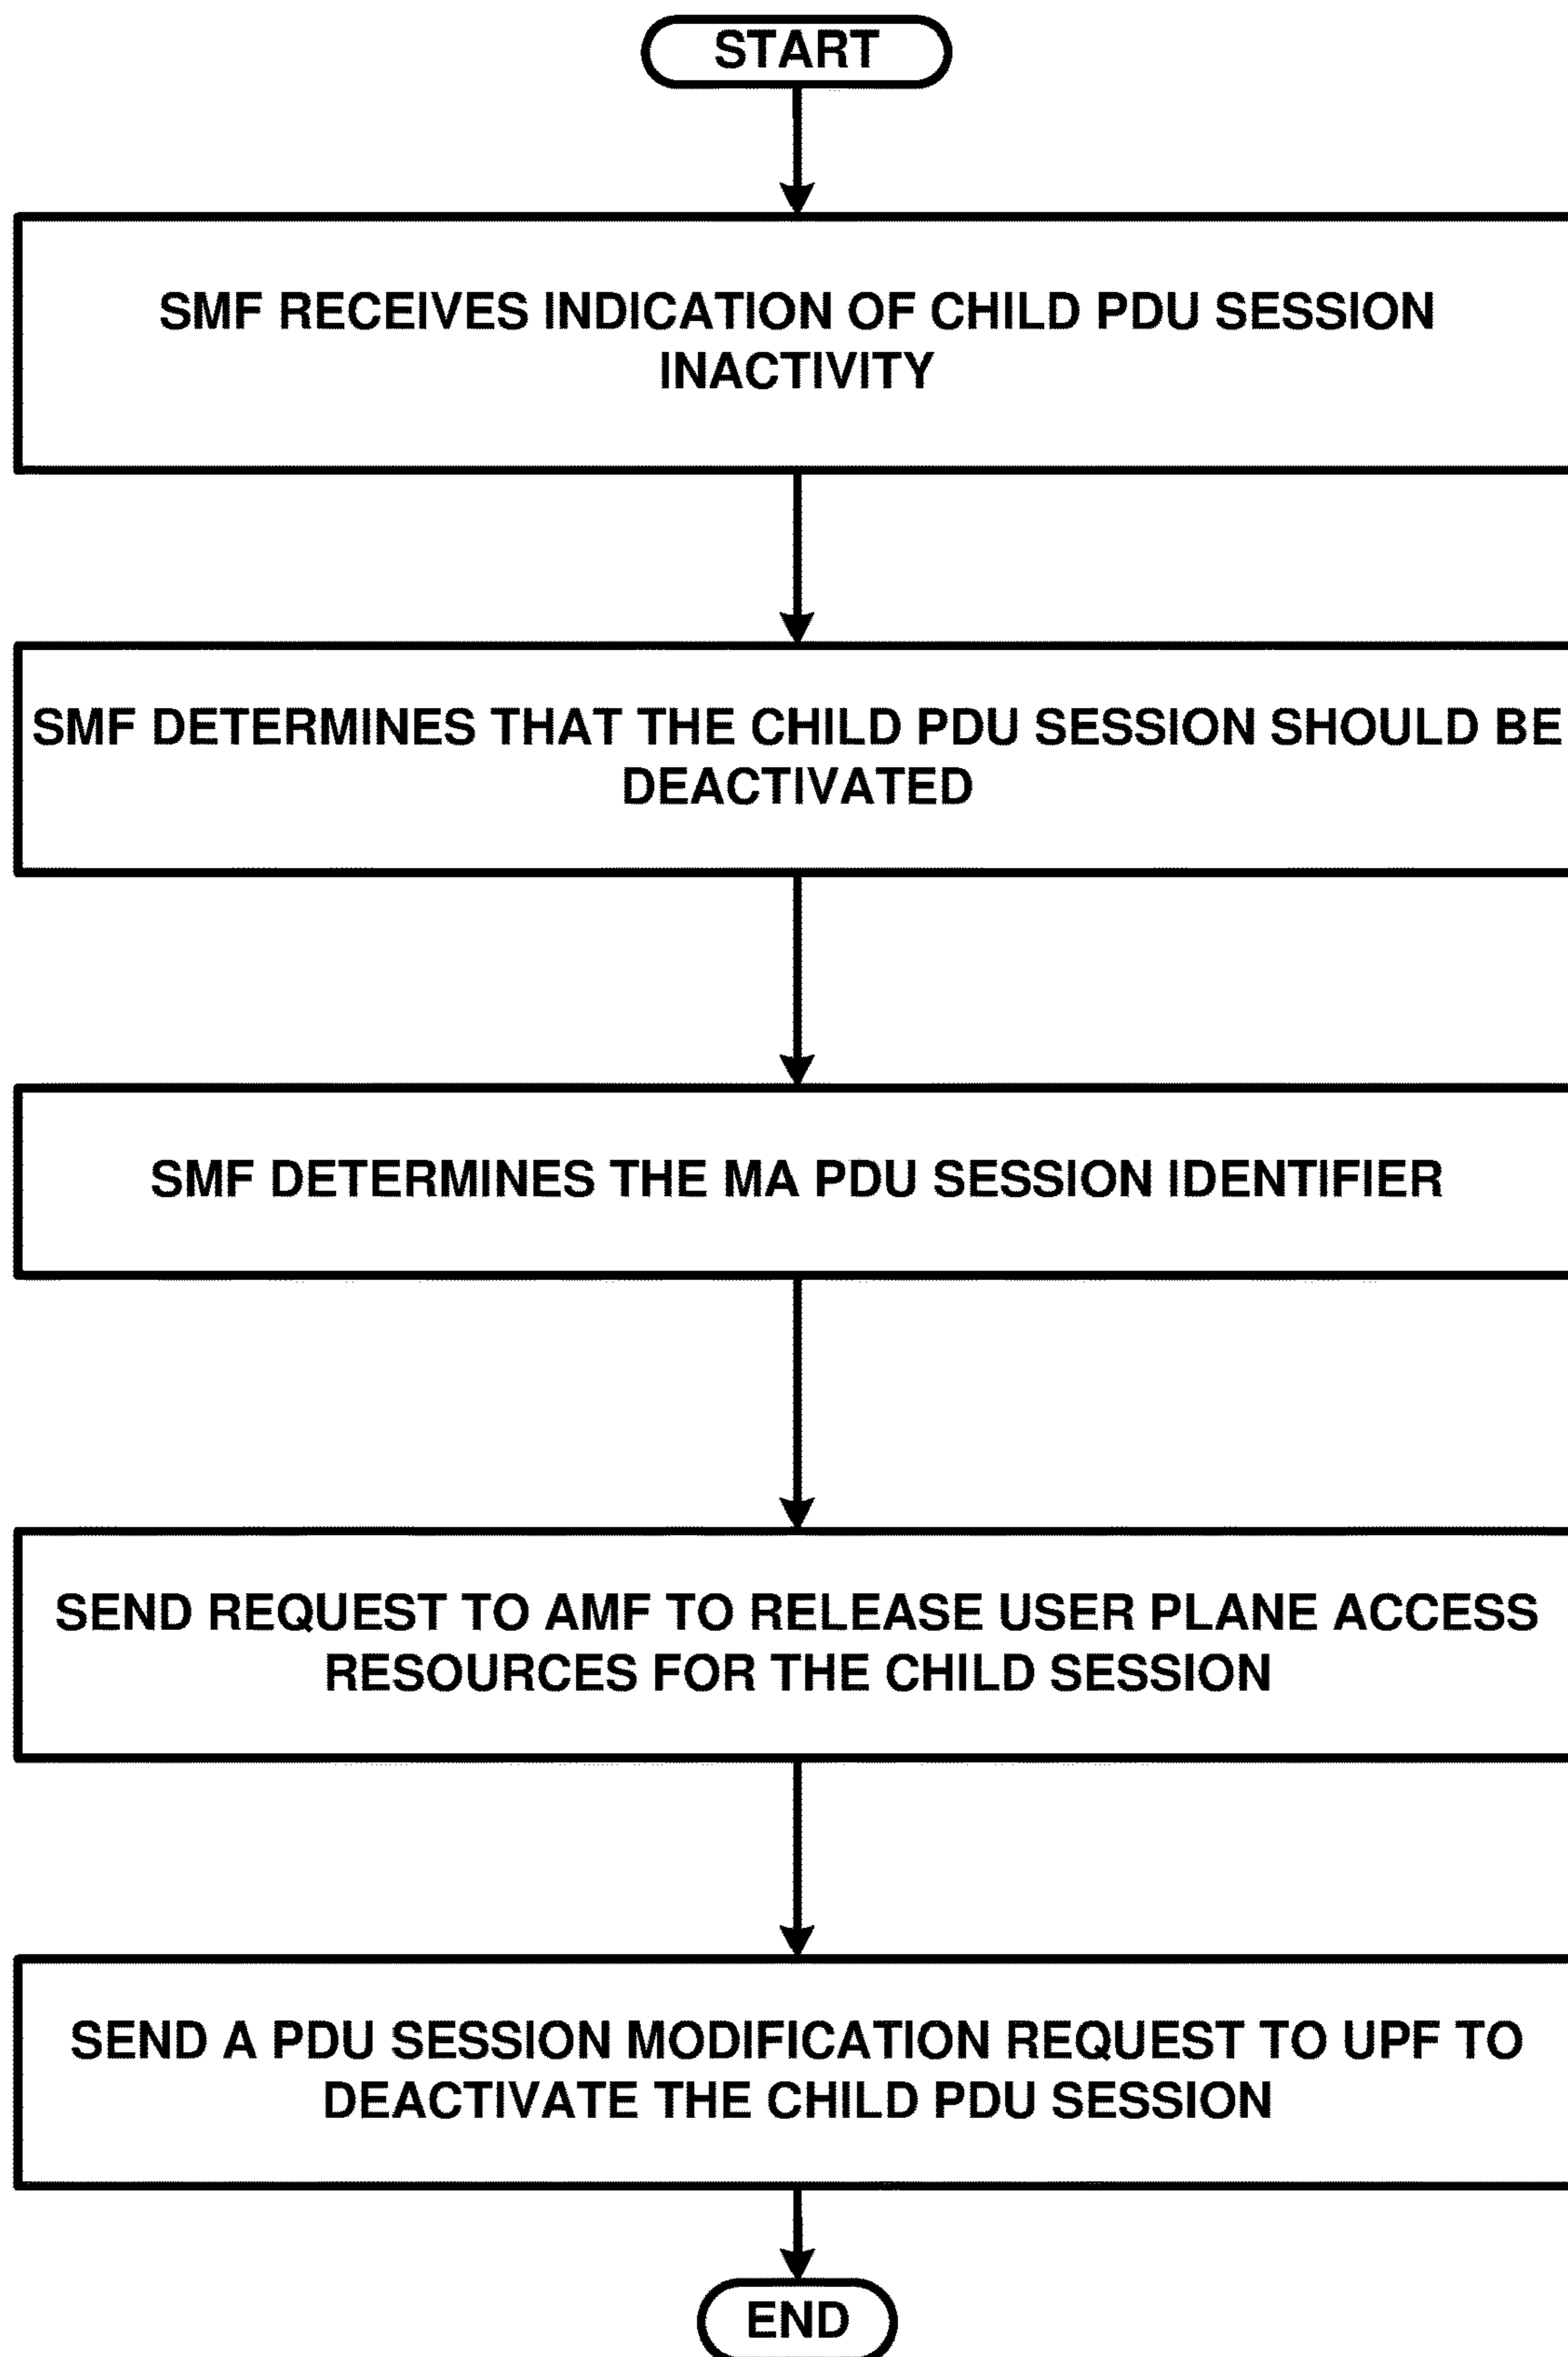 START
SMF RECEIVES INDICATION OF CHILD PDU SESSION
INACTIVITY
SMF DETERMINES THAT THE CHILD PDU SESSION SHOULD BE
DEACTIVATED
SMF DETERMINES THE MA PDU SESSION IDENTIFIER
SEND REQUEST TO AMF TO RELEASE USER PLANE ACCESS
RESOURCES FOR THE CHILD SESSION
SEND A PDU SESSION MODIFICATION REQUEST TO UPF TO
DEACTIVATE THE CHILD PDU SESSION
END